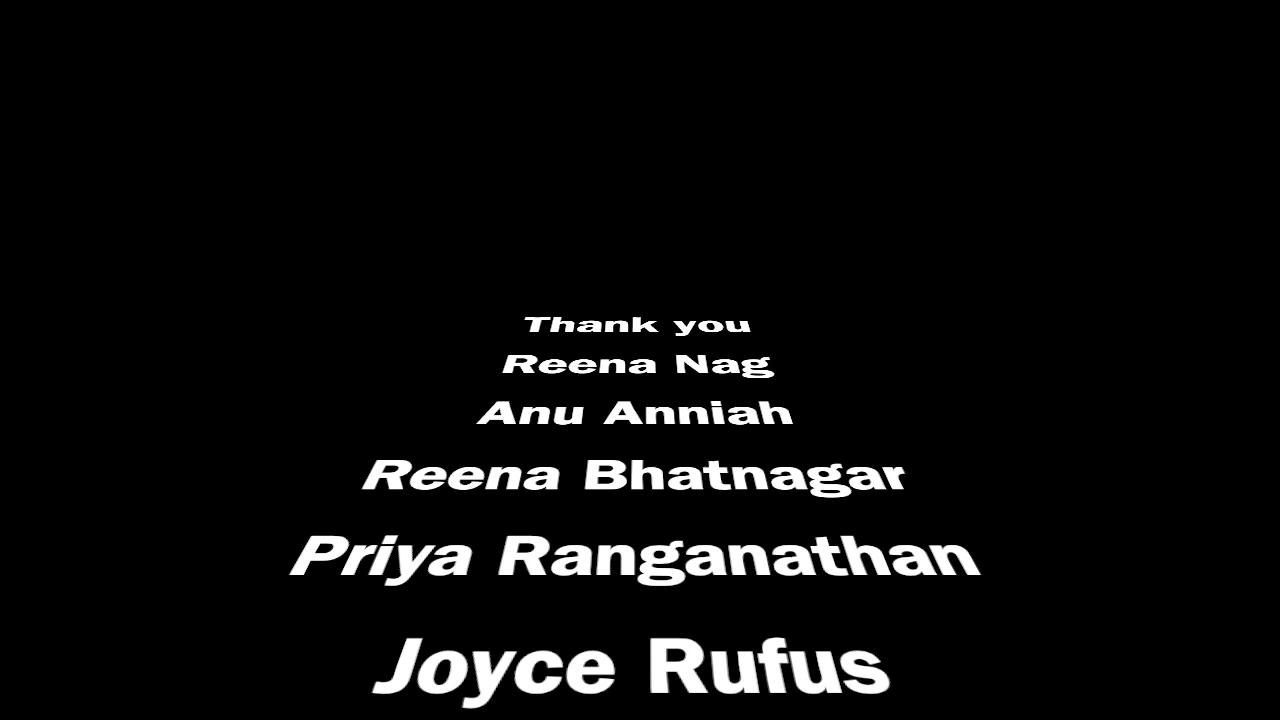 Thank you
Reena Nag
Anu Anniah
Reena Bhatnagar
Priya Ranganathan
Joyce Rufus